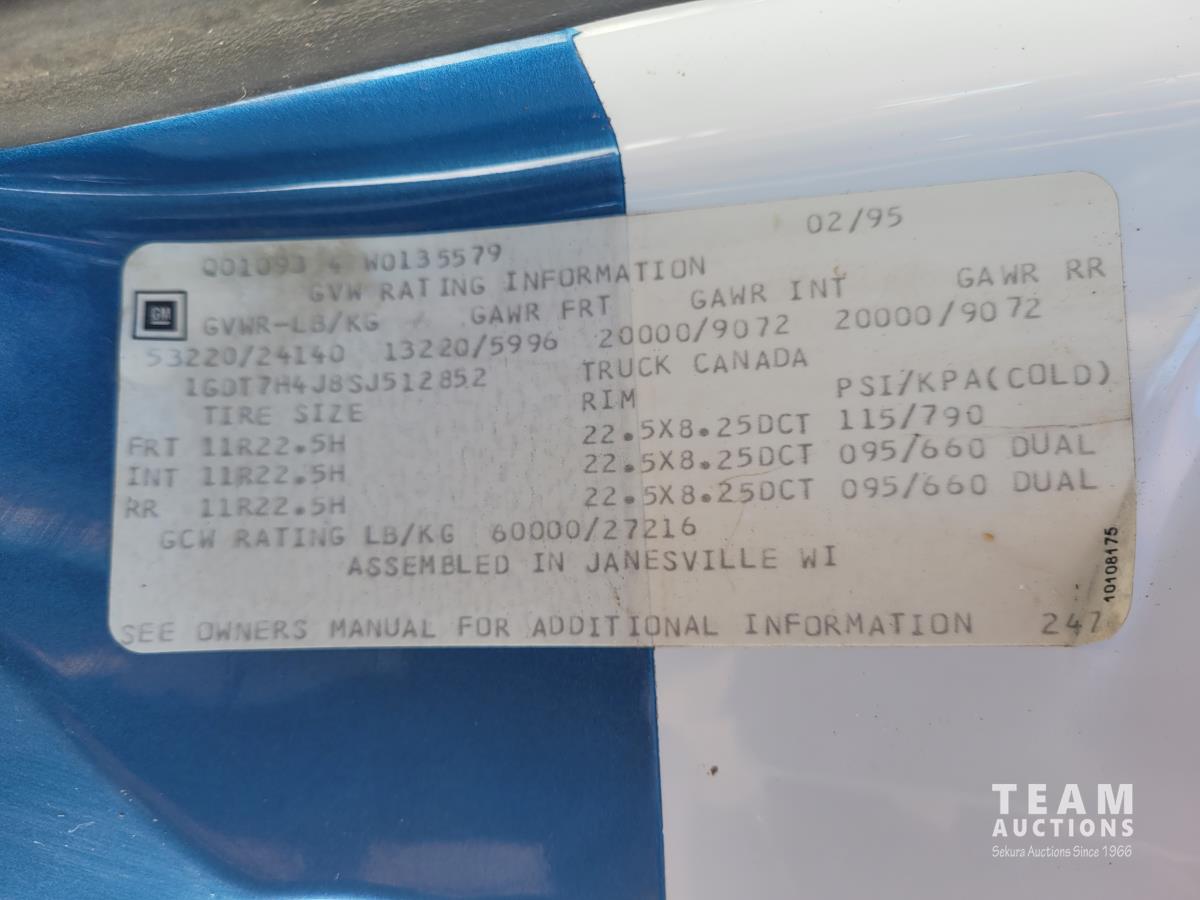 02/95
Q01093 4 W0135579
GVW RATING INFORMATION
GM
GVWR-LB/KG GAWR FRT GAWR INT GAWR RR
53220/24140 13220/5996 20000/9072 20000/9072
1GDT7H4J8SJ512852 TRUCK CANADA
TIRE SIZE RIM PSI/KPA(COLD)
FRT 11R22.5H 22.5X8.25DCT 115/790
INT 11R22.5H 22.5X8.25DCT 095/660 DUAL
RR 11R22.5H 22.5X8.25DCT 095/660 DUAL
GCW RATING LB/KG 60000/27216
ASSEMBLED IN JANESVILLE WI
10108175
SEE OWNERS MANUAL FOR ADDITIONAL INFORMATION 247
TEAM
AUCTIONS
Sekura Auctions Since 1966